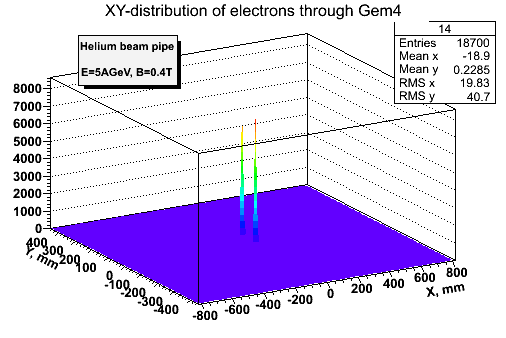 XY-distribution of electrons through Gem4
14
Entries 18700
Mean x -18.9
Mean y 0.2285
RMS x 19.83
RMS y 40.7
Helium beam pipe
E=5AGeV, B=0.4T
8000
7000
6000
5000
4000
3000
2000
1000
0
400 300 200 100 0 -100 -200 -300 -400
Y, mm
-800 -600 -400 -200 0 200 400 600 800
X, mm